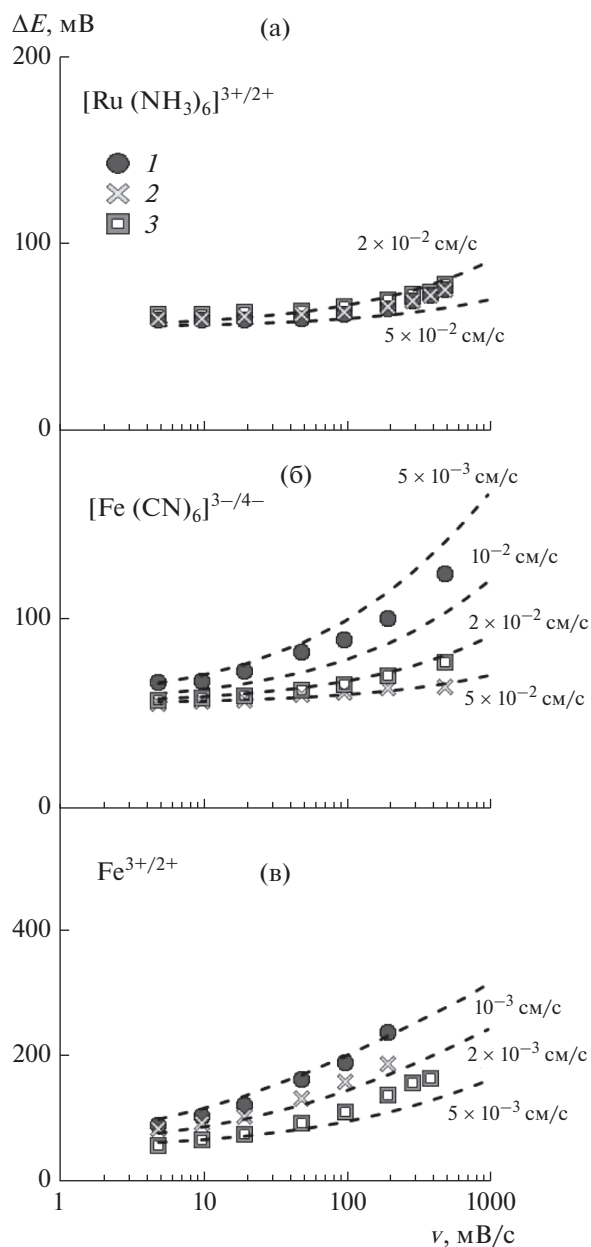 ΔE, мВ
(а)
200
[Ru (NH₃)₆]³⁺/²⁺
1
2
3
100
2 × 10⁻² см/с
5 × 10⁻² см/с
0
(б)
5 × 10⁻³ см/с
[Fe (CN)₆]³⁻/⁴⁻
10⁻² см/с
100
2 × 10⁻² см/с
5 × 10⁻² см/с
0
Fe³⁺/²⁺
(в)
400
10⁻³ см/с
200
2 × 10⁻³ см/с
5 × 10⁻³ см/с
0
1 10 100 1000
v, мВ/с